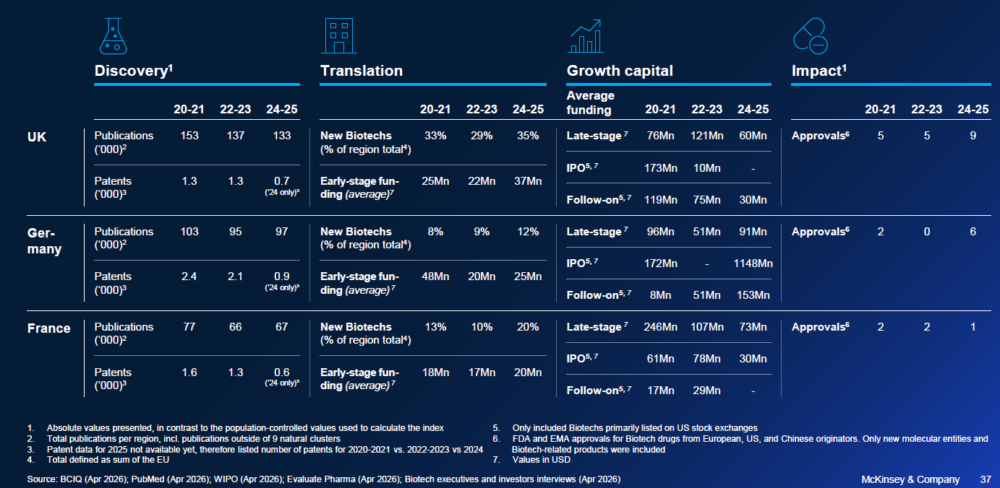 Discovery¹
Translation
Growth capital
Impact¹
20-21 22-23 24-25
20-21 22-23 24-25
Average funding 20-21 22-23 24-25
20-21 22-23 24-25
UK
Publications ('000)² 153 137 133
Patents ('000)³ 1.3 1.3 0.7 ('24 only)³
New Biotechs (% of region total⁴) 33% 29% 35%
Early-stage fun-
ding (average)⁷ 25Mn 22Mn 37Mn
Late-stage ⁷ 76Mn 121Mn 60Mn
IPO⁵, ⁷ 173Mn 10Mn -
Follow-on⁵, ⁷ 119Mn 75Mn 30Mn
Approvals⁶ 5 5 9
Ger-
many
Publications ('000)² 103 95 97
Patents ('000)³ 2.4 2.1 0.9 ('24 only)³
New Biotechs (% of region total⁴) 8% 9% 12%
Early-stage fun-
ding (average) ⁷ 48Mn 20Mn 25Mn
Late-stage ⁷ 96Mn 51Mn 91Mn
IPO⁵, ⁷ 172Mn - 1148Mn
Follow-on⁵, ⁷ 8Mn 51Mn 153Mn
Approvals⁶ 2 0 6
France
Publications ('000)² 77 66 67
Patents ('000)³ 1.6 1.3 0.6 ('24 only)³
New Biotechs (% of region total⁴) 13% 10% 20%
Early-stage fun-
ding (average) ⁷ 18Mn 17Mn 20Mn
Late-stage ⁷ 246Mn 107Mn 73Mn
IPO⁵, ⁷ 61Mn 78Mn 30Mn
Follow-on⁵, ⁷ 17Mn 29Mn -
Approvals⁶ 2 2 1
1. Absolute values presented, in contrast to the population-controlled values used to calculate the index
2. Total publications per region, incl. publications outside of 9 natural clusters
3. Patent data for 2025 not available yet, therefore listed number of patents for 2020-2021 vs. 2022-2023 vs 2024
4. Total defined as sum of the EU
5. Only included Biotechs primarily listed on US stock exchanges
6. FDA and EMA approvals for Biotech drugs from European, US, and Chinese originators. Only new molecular entities and
Biotech-related products were included
7. Values in USD
Source: BCIQ (Apr 2026); PubMed (Apr 2026); WIPO (Apr 2026); Evaluate Pharma (Apr 2026); Biotech executives and investors interviews (Apr 2026)
McKinsey & Company 37